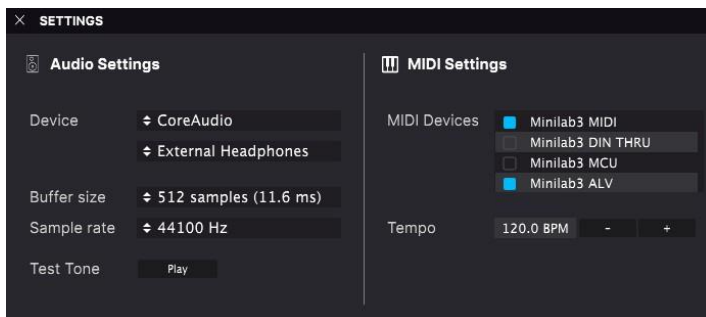 × SETTINGS
Audio Settings
Device
CoreAudio
External Headphones
Buffer size
512 samples (11.6 ms)
Sample rate
44100 Hz
Test Tone
Play
MIDI Settings
MIDI Devices
Minilab3 MIDI
Minilab3 DIN THRU
Minilab3 MCU
Minilab3 ALV
Tempo
120.0 BPM - +